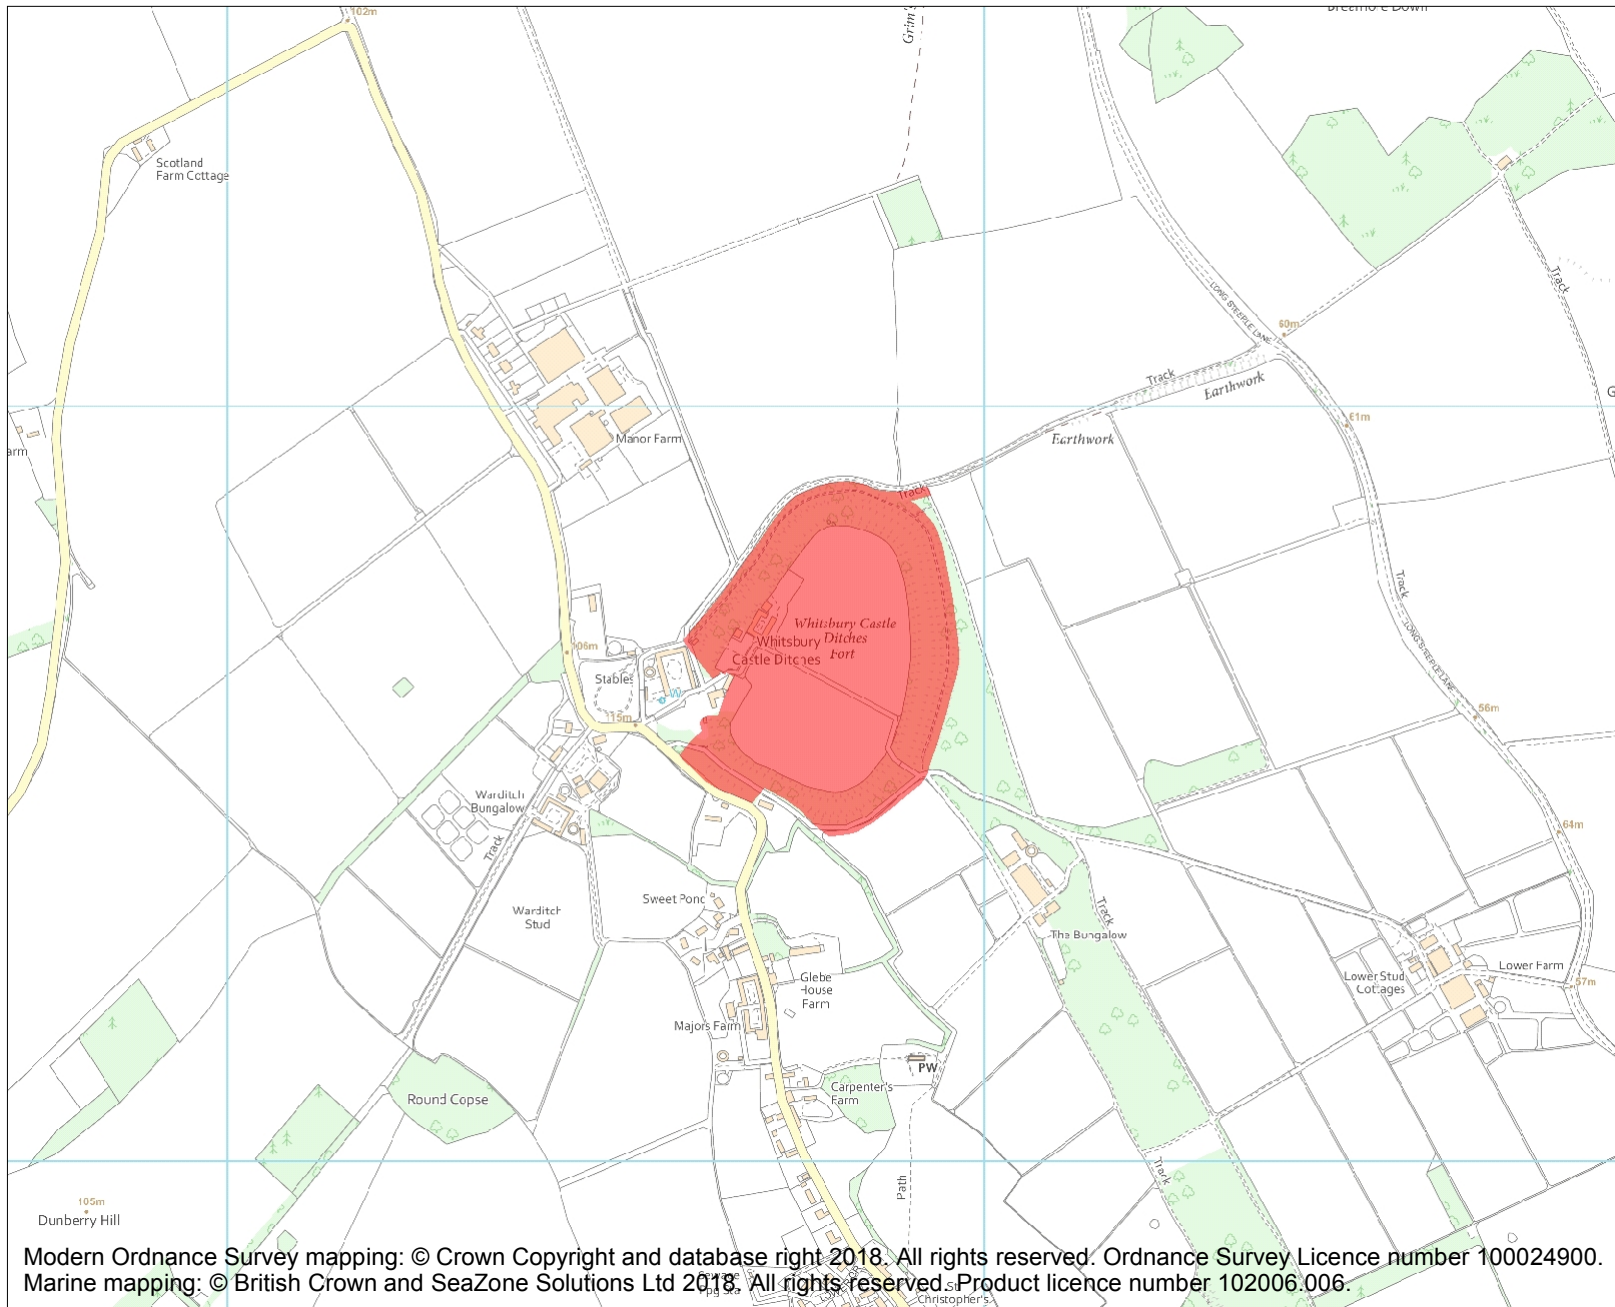 102m
Grim's
Scotland
Farm Cottage
Track
LONG STEEPLE LANE
60m
Track
Earthwork
61m
Earthwork
arm
Manor Farm
Track
Track
LONG STEEPLE LANE
106m
Whitsbury Castle
Ditches
Fort
Whitsbury
Castle Ditches
Stables
115m
56m
Warditch
Bungalow
Track
64m
Sweet Pond
Warditch
Stud
Track
The Bungalow
Glebe
House
Farm
Lower Stud
Cottages
Lower Farm
57m
Majors Farm
PW
Carpenter's
Farm
Round Copse
Track
Path
105m
Dunberry Hill
Modern Ordnance Survey mapping: © Crown Copyright and database right 2018. All rights reserved. Ordnance Survey Licence number 100024900.
Marine mapping: © British Crown and SeaZone Solutions Ltd 2018. All rights reserved. Product licence number 102006.006.
St
Christopher's